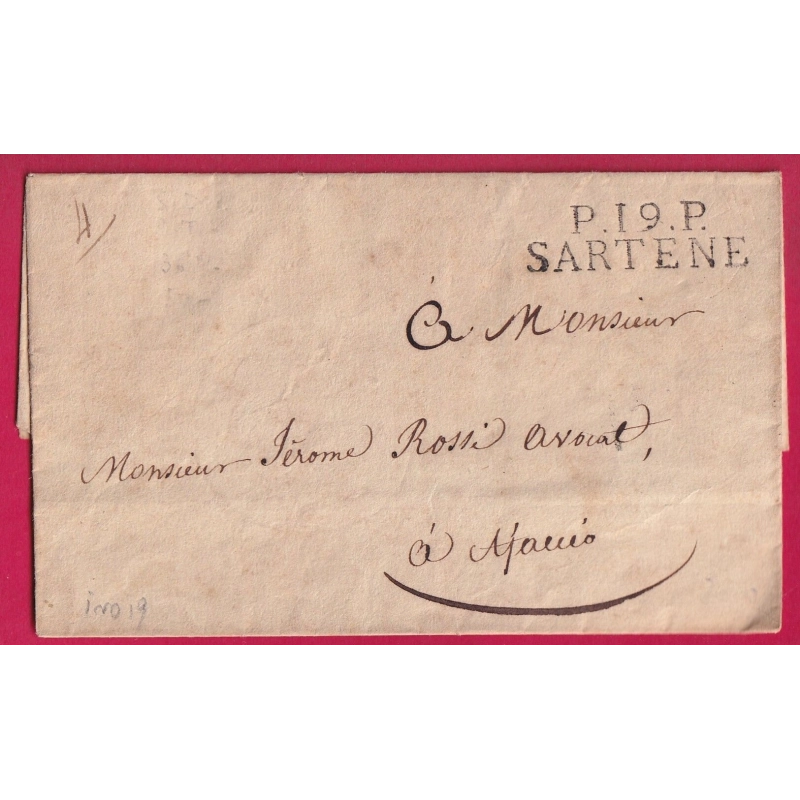 P.19.P.
SARTENE
à Monsieur
Monsieur Jérome Rossi avocat,
à Ajaccio